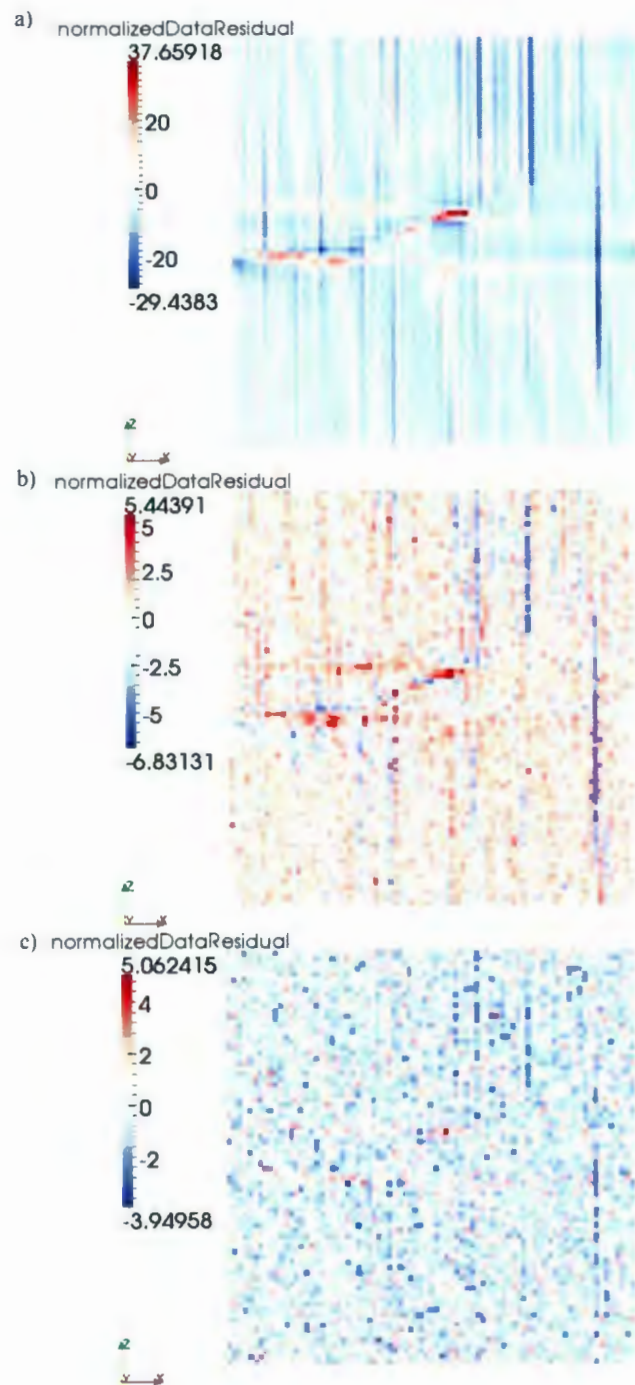 a)
normalizedDataResidual
37.65918
20
0
-20
-29.4383
Z
Y X
b) normalizedDataResidual
5.44391
5
2.5
0
-2.5
-5
-6.83131
Z
Y X
c) normalizedDataResidual
5.062415
4
2
0
-2
-3.94958
Z
Y X